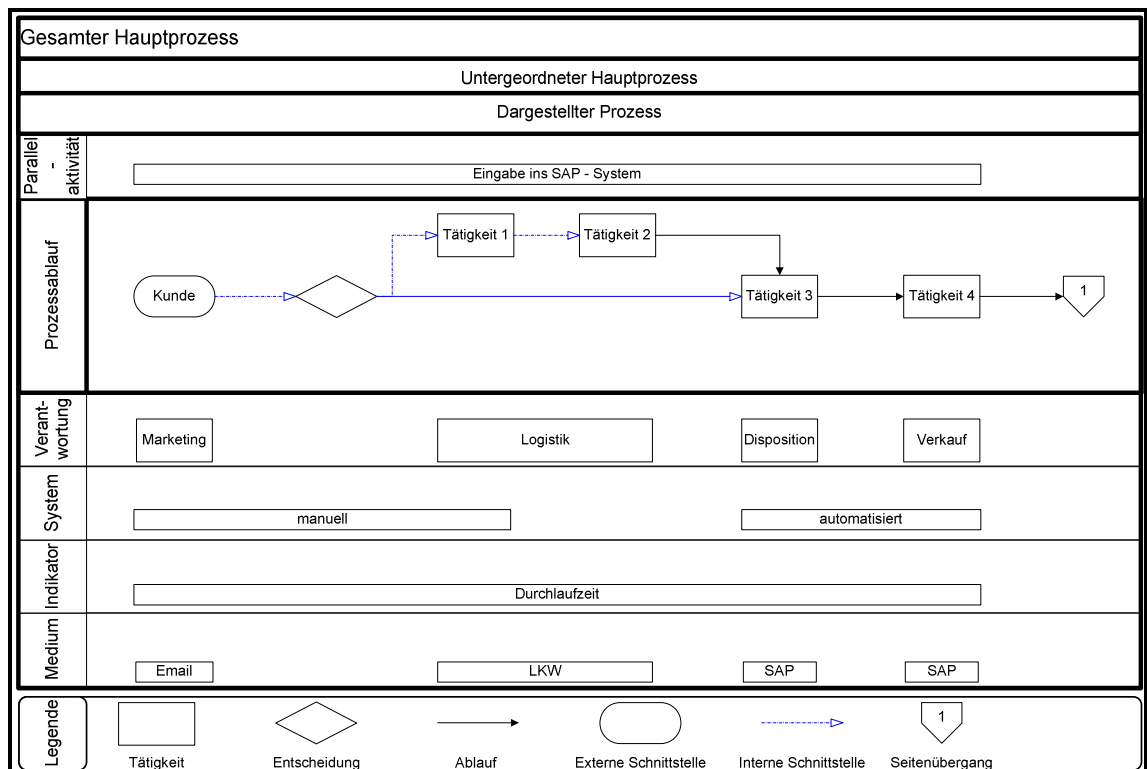 Gesamter Hauptprozess
Untergeordneter Hauptprozess
Dargestellter Prozess
Parallel
-
aktivität
Eingabe ins SAP - System
Prozessablauf
Tätigkeit 1
Tätigkeit 2
Kunde
Tätigkeit 3
Tätigkeit 4
1
Verant-
wortung
Marketing
Logistik
Disposition
Verkauf
System
manuell
automatisiert
Indikator
Durchlaufzeit
Medium
Email
LKW
SAP
SAP
Legende
1
Tätigkeit
Entscheidung
Ablauf
Externe Schnittstelle
Interne Schnittstelle
Seitenübergang